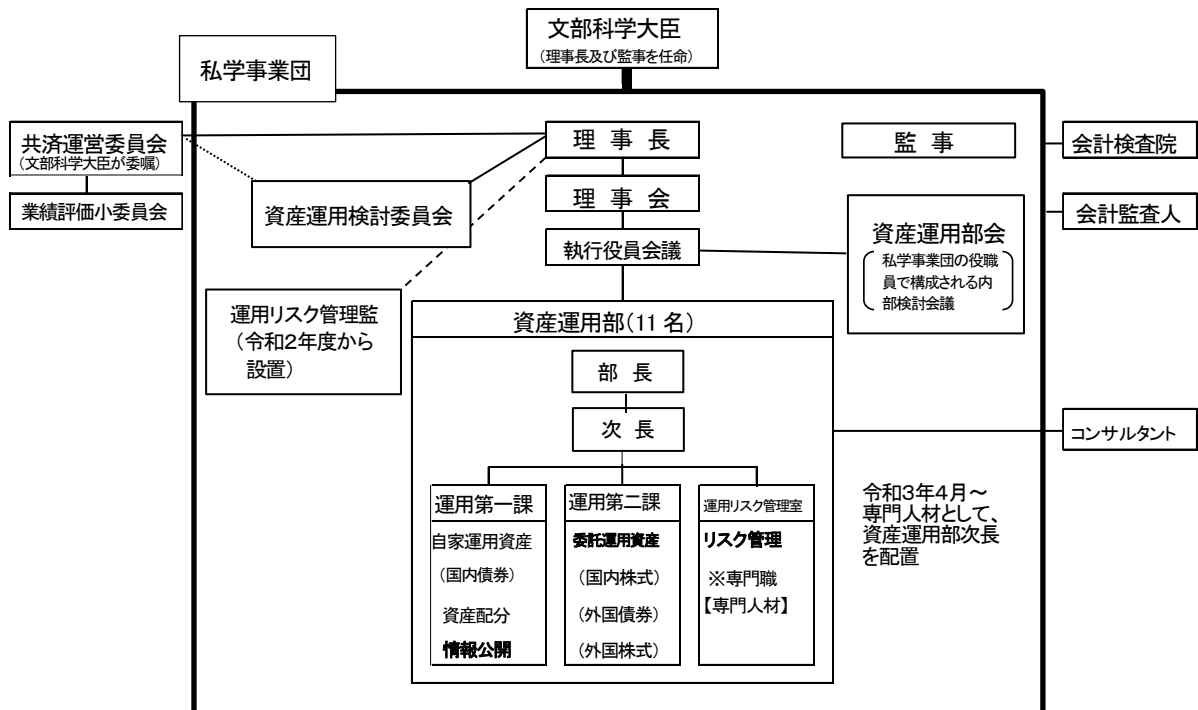 文部科学大臣
(理事長及び監事を任命)
私学事業団
共済運営委員会
(文部科学大臣が委嘱)
業績評価小委員会
理 事 長
監 事
会計検査院
理 事 会
資産運用検討委員会
会計監査人
執行役員会議
資産運用部会
私学事業団の役職
員で構成される内
部検討会議
運用リスク管理監
(令和2年度から
設置)
資産運用部(11 名)
部 長
次 長
コンサルタント
運用第一課
自家運用資産
(国内債券)
資産配分
情報公開
運用第二課
委託運用資産
(国内株式)
(外国債券)
(外国株式)
運用リスク管理室
リスク管理
※専門職
【専門人材】
令和3年4月～
専門人材として、
資産運用部次長
を配置